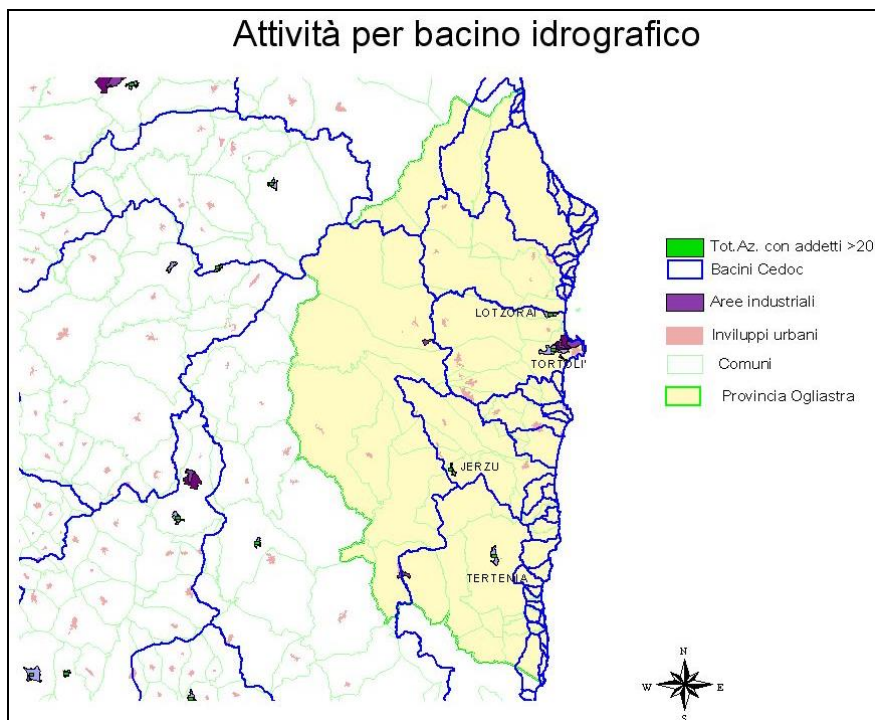 Attività per bacino idrografico
Tot.Az. con addetti >20
Bacini Cedoc
Aree industriali
Inviluppi urbani
Comuni
Provincia Ogliastra
LOTZORAI
TORTOLI'
JERZU
TERTENIA
N
W E
S